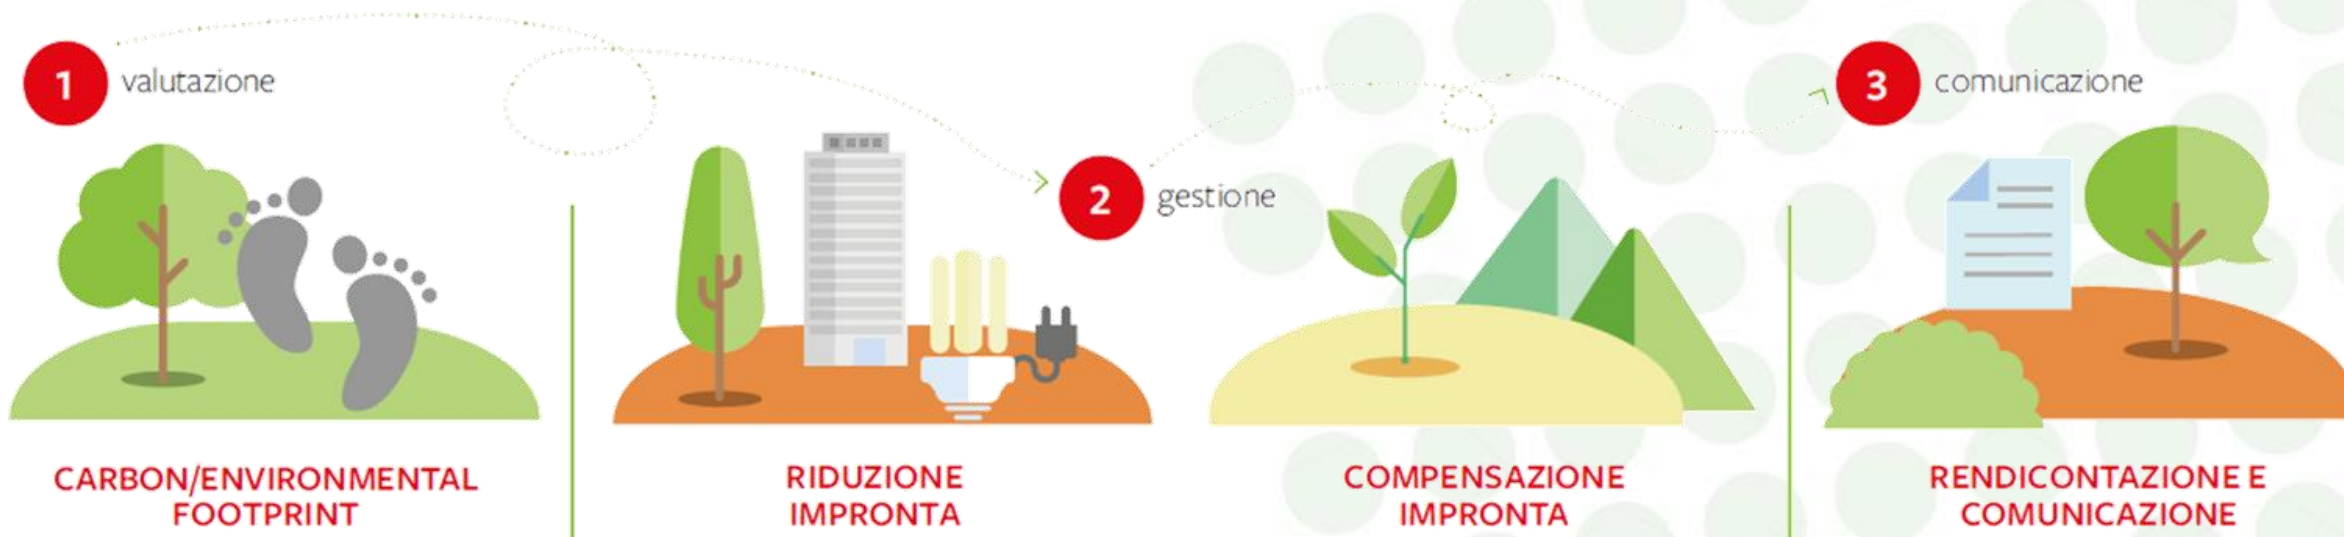 1 valutazione
2 gestione
3 comunicazione
CARBON/ENVIRONMENTAL
FOOTPRINT
RIDUZIONE
IMPRONTA
COMPENSAZIONE
IMPRONTA
RENDICONTAZIONE E
COMUNICAZIONE